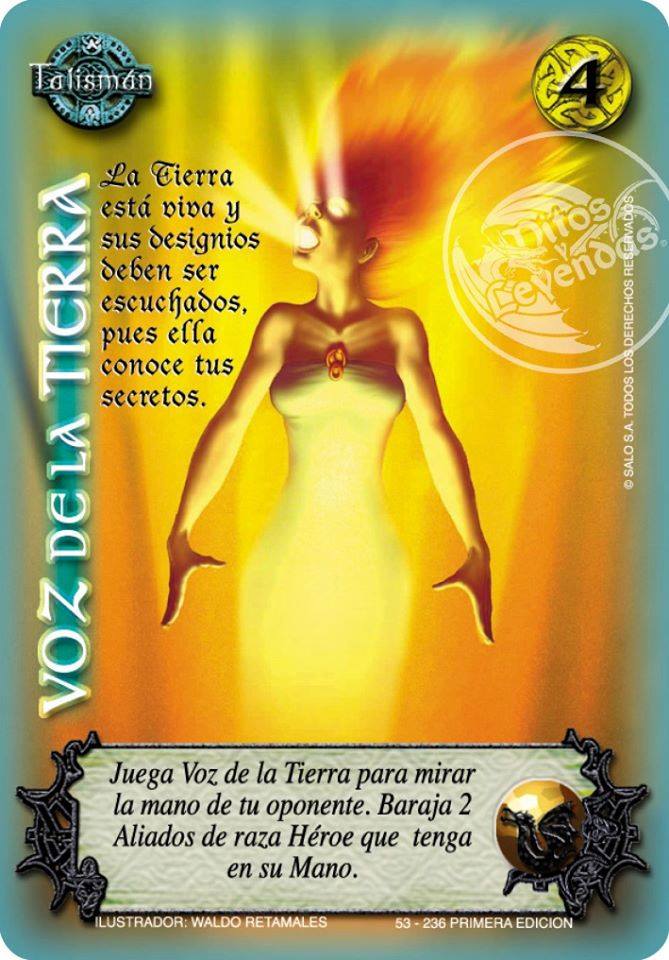 Talismán
4
VOZ DE LA TIERRA
La Tierra
está viva y
sus designios
deben ser
escuchados,
pues ella
conoce tus
secretos.
Mitos
y
Leyendas
© SALO S.A. TODOS LOS DERECHOS RESERVADOS
Juega Voz de la Tierra para mirar
la mano de tu oponente. Baraja 2
Aliados de raza Héroe que tenga
en su Mano.
ILUSTRADOR: WALDO RETAMALES
53 - 236 PRIMERA EDICION